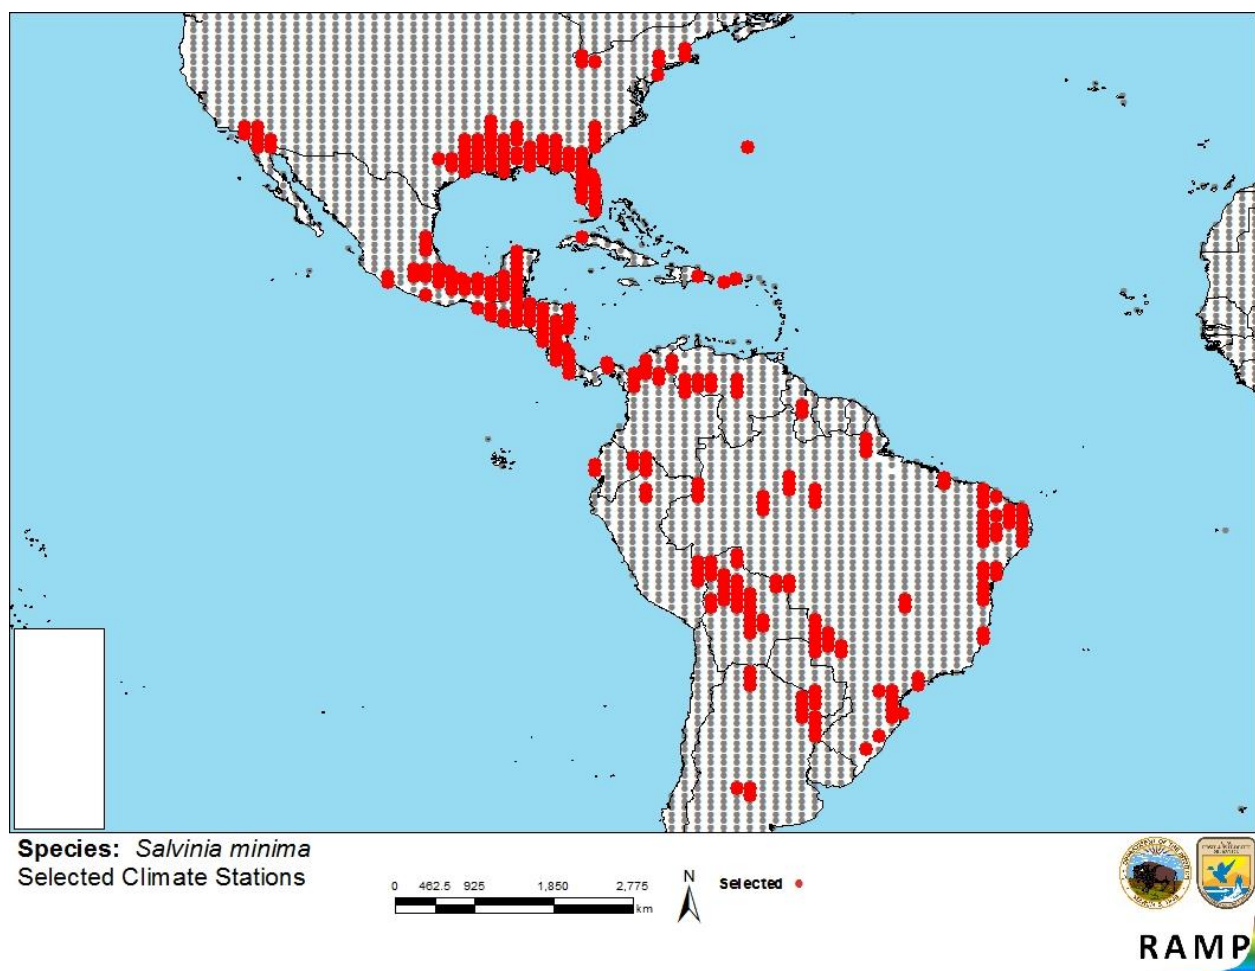 Species: Salvinia minima
Selected Climate Stations
0 462.5 925 1,850 2,775
km
N
Selected
RAMP